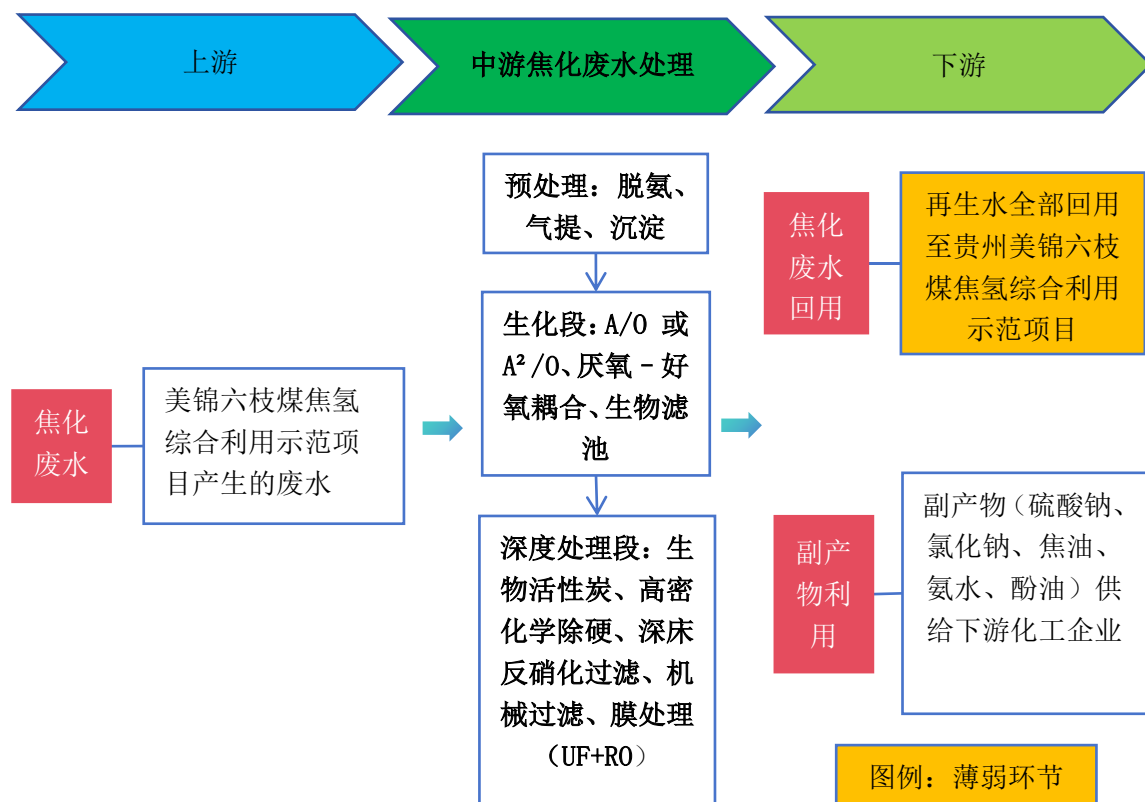 上游
中游焦化废水处理
下游
焦化
废水
美锦六枝煤焦氢
综合利用示范项
目产生的废水
预处理：脱氨、
气提、沉淀
生化段：A/O 或
A²/O、厌氧－好
氧耦合、生物滤
池
深度处理段：生
物活性炭、高密
化学除硬、深床
反硝化过滤、机
械过滤、膜处理
（UF+RO）
焦化
废水
回用
再生水全部回用
至贵州美锦六枝
煤焦氢综合利用
示范项目
副产
物利
用
副产物（硫酸钠、
氯化钠、焦油、
氨水、酚油）供
给下游化工企业
图例：薄弱环节